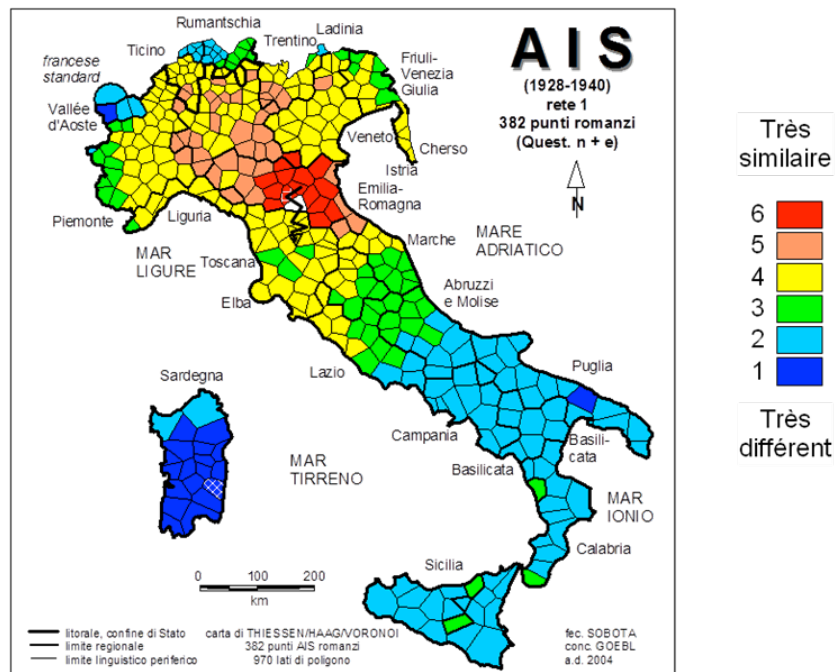 Rumantschia
Ladinia
Trentino
Ticino
francese
standard
Friuli-
Venezia
Giulia
Vallée
d'Aoste
AIS
(1928-1940)
rete 1
382 punti romanzi
(Quest. n + e)
N
Veneto
Cherso
Istria
Emilia-
Romagna
Piemonte
Liguria
MAR
LIGURE
Toscana
Elba
Marche
MARE
ADRIATICO
Abruzzi
e Molise
Lazio
Puglia
Sardegna
Campania
Basili-
cata
Basilicata
MAR
TIRRENO
MAR
IONIO
Calabria
Sicilia
0 100 200
km
litorale, confine di Stato
limite regionale
limite linguistico periferico
carta di THIESSEN/HAAG/VORONOI
382 punti AIS romanzi
970 lati di poligono
fec. SOBOTA
conc. GOEBL
a.d. 2004
Très
similaire
6
5
4
3
2
1
Très
différent